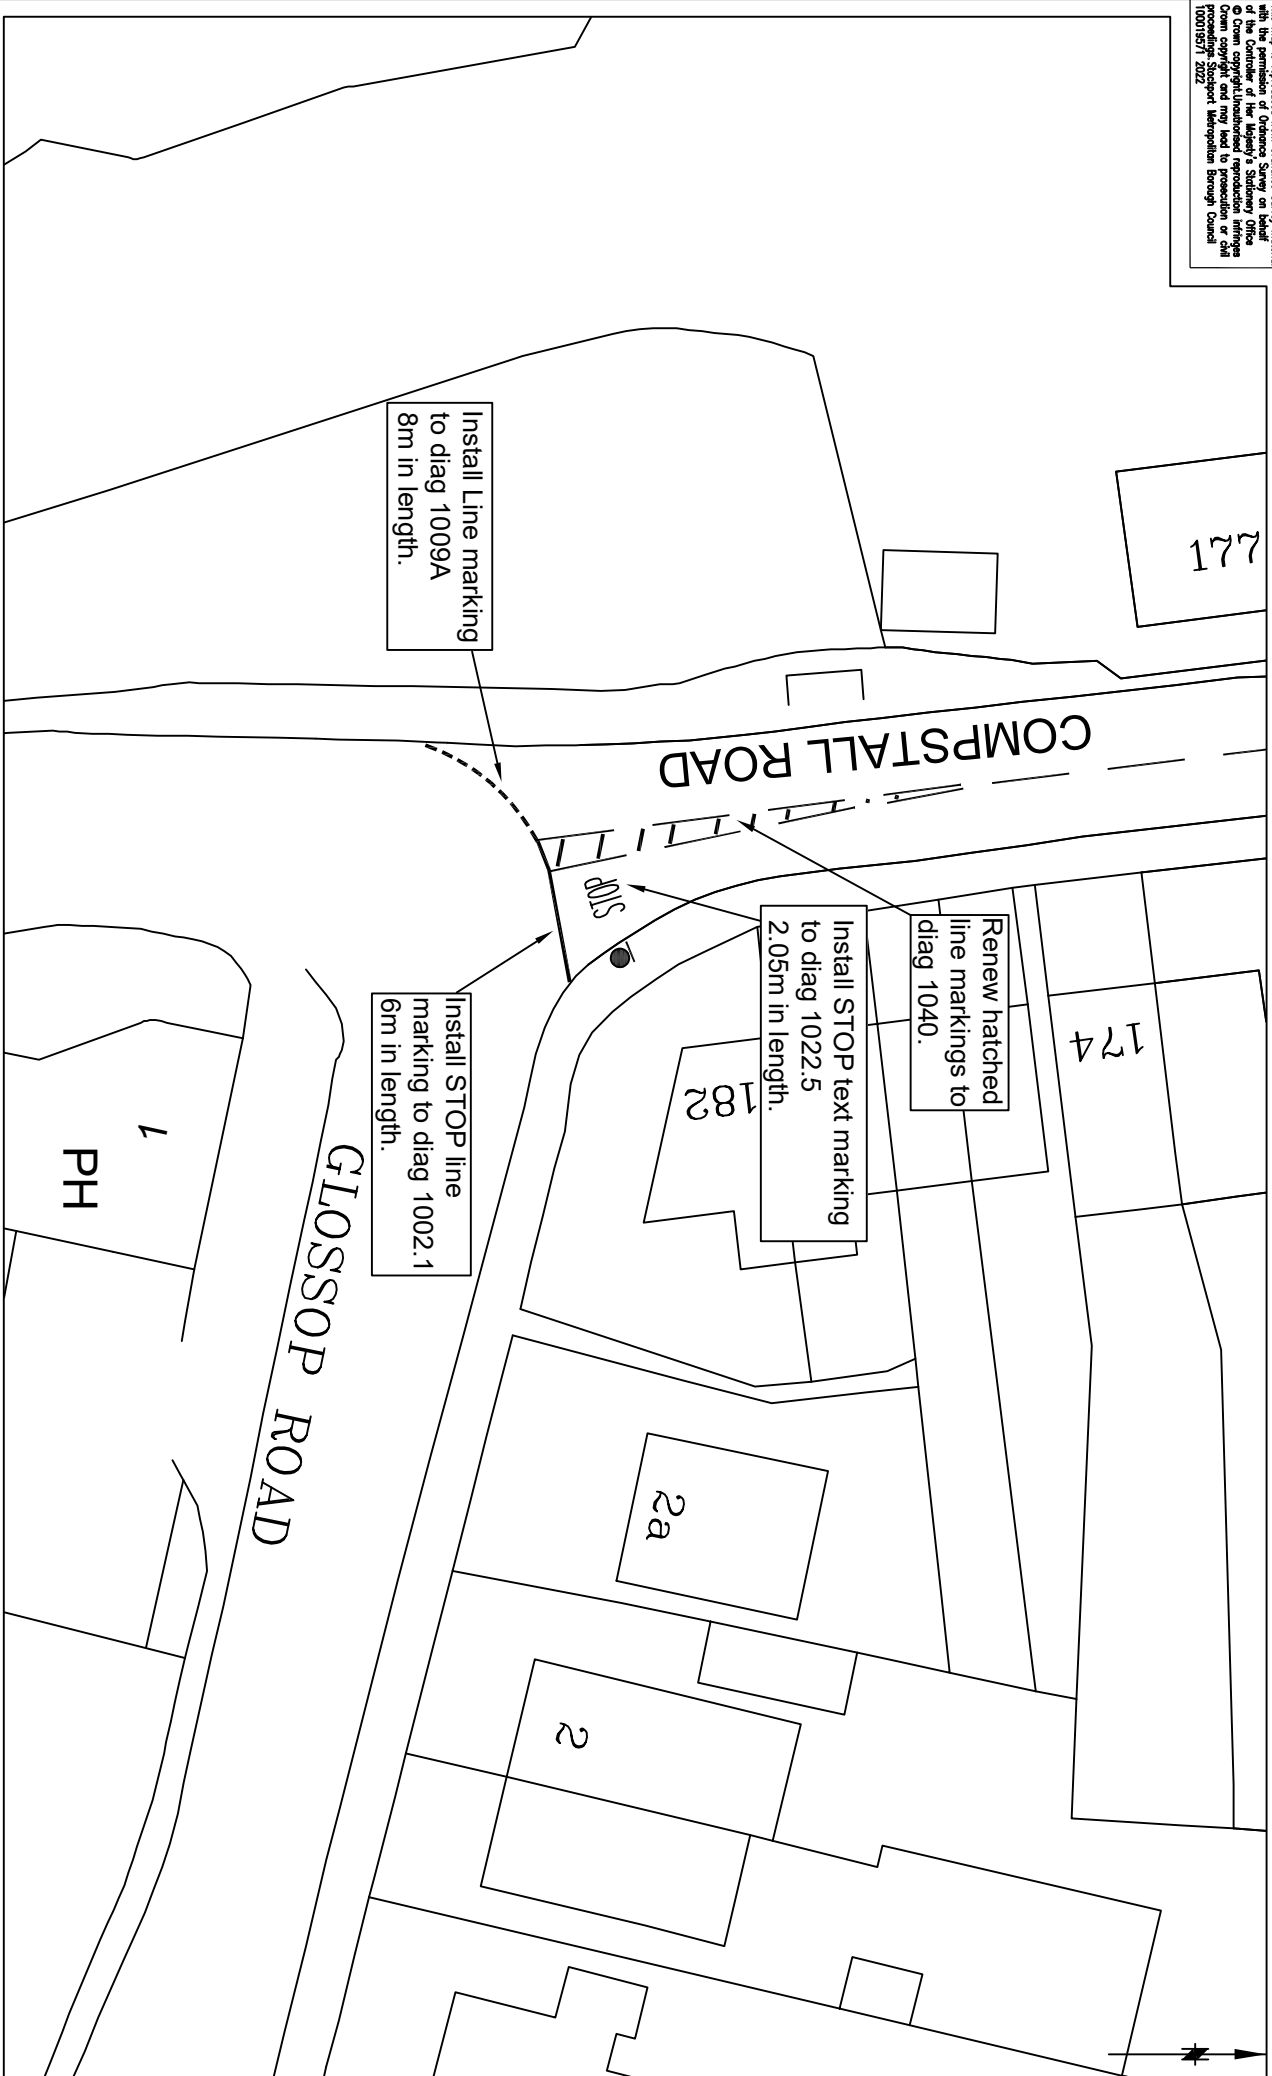 with the permission of Ordnance Survey on behalf
of the Controller of Her Majesty's Stationery Office
© Crown copyright.Unauthorised reproduction infringes
Crown copyright and may lead to prosecution or civil
proceedings. Stockport Metropolitan Borough Council
100019571 2022
177
COMPSTALL ROAD
Install Line marking
to diag 1009A
8m in length.
STOP
Renew hatched
line markings to
diag 1040.
Install STOP text marking
to diag 1022.5
2.05m in length.
Install STOP line
marking to diag 1002.1
6m in length.
174
182
GLOSSOP ROAD
1
PH
2a
2